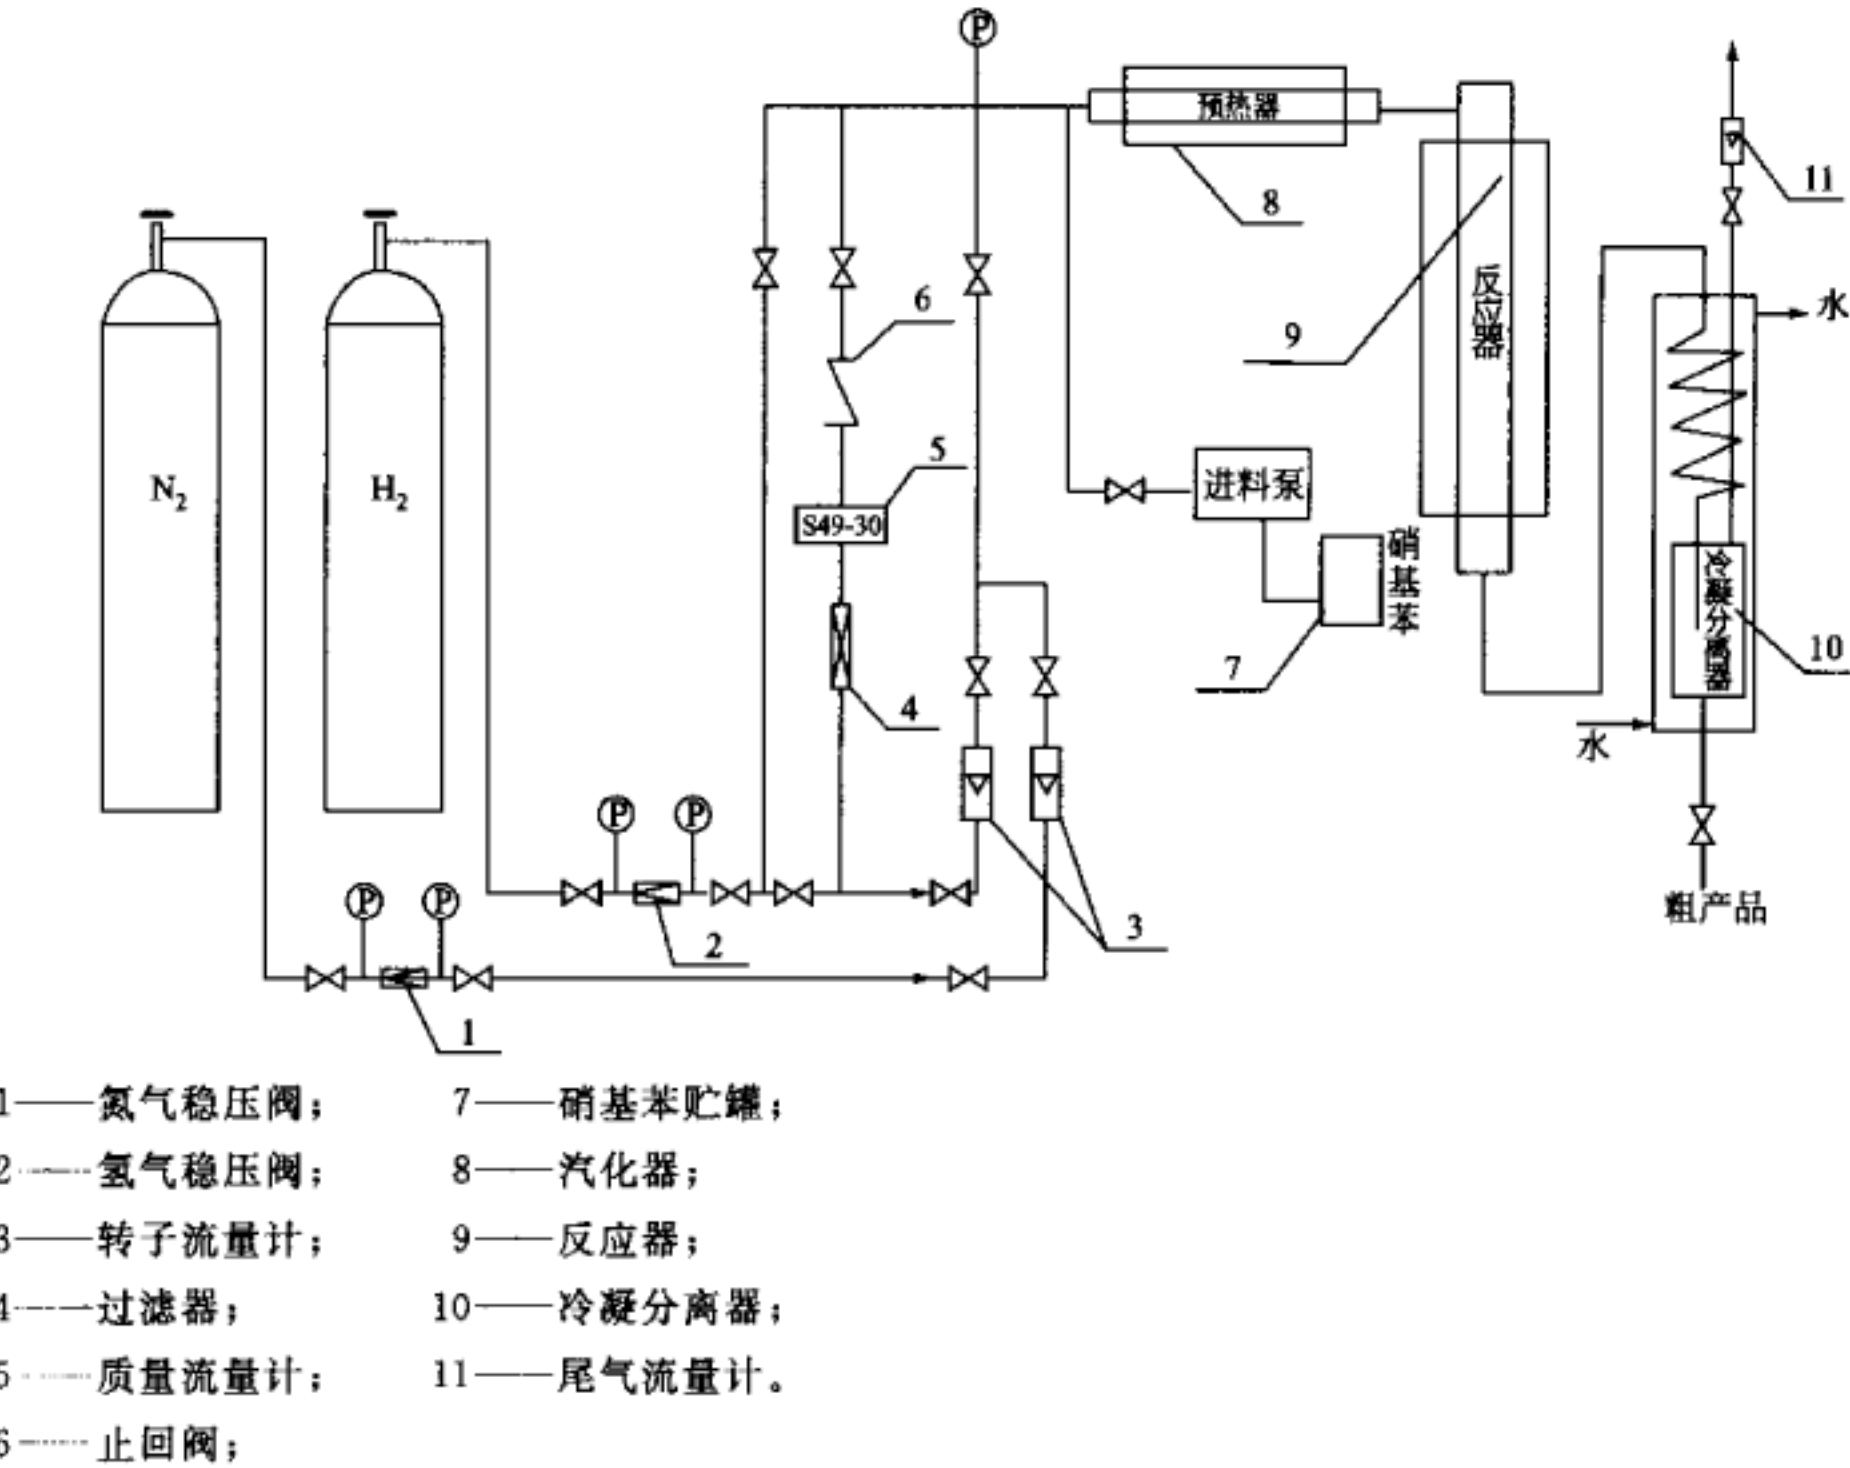 P
预热器
8
11
水
6
反应器
9
N₂
H₂
5
S49-30
进料泵
硝基苯
7
冷凝分离器
10
4
水
P
P
P
P
2
3
粗产品
1
1——氮气稳压阀;
2——氢气稳压阀;
3——转子流量计;
4——过滤器;
5——质量流量计;
6——止回阀;
7——硝基苯贮罐;
8——汽化器;
9——反应器;
10——冷凝分离器;
11——尾气流量计。